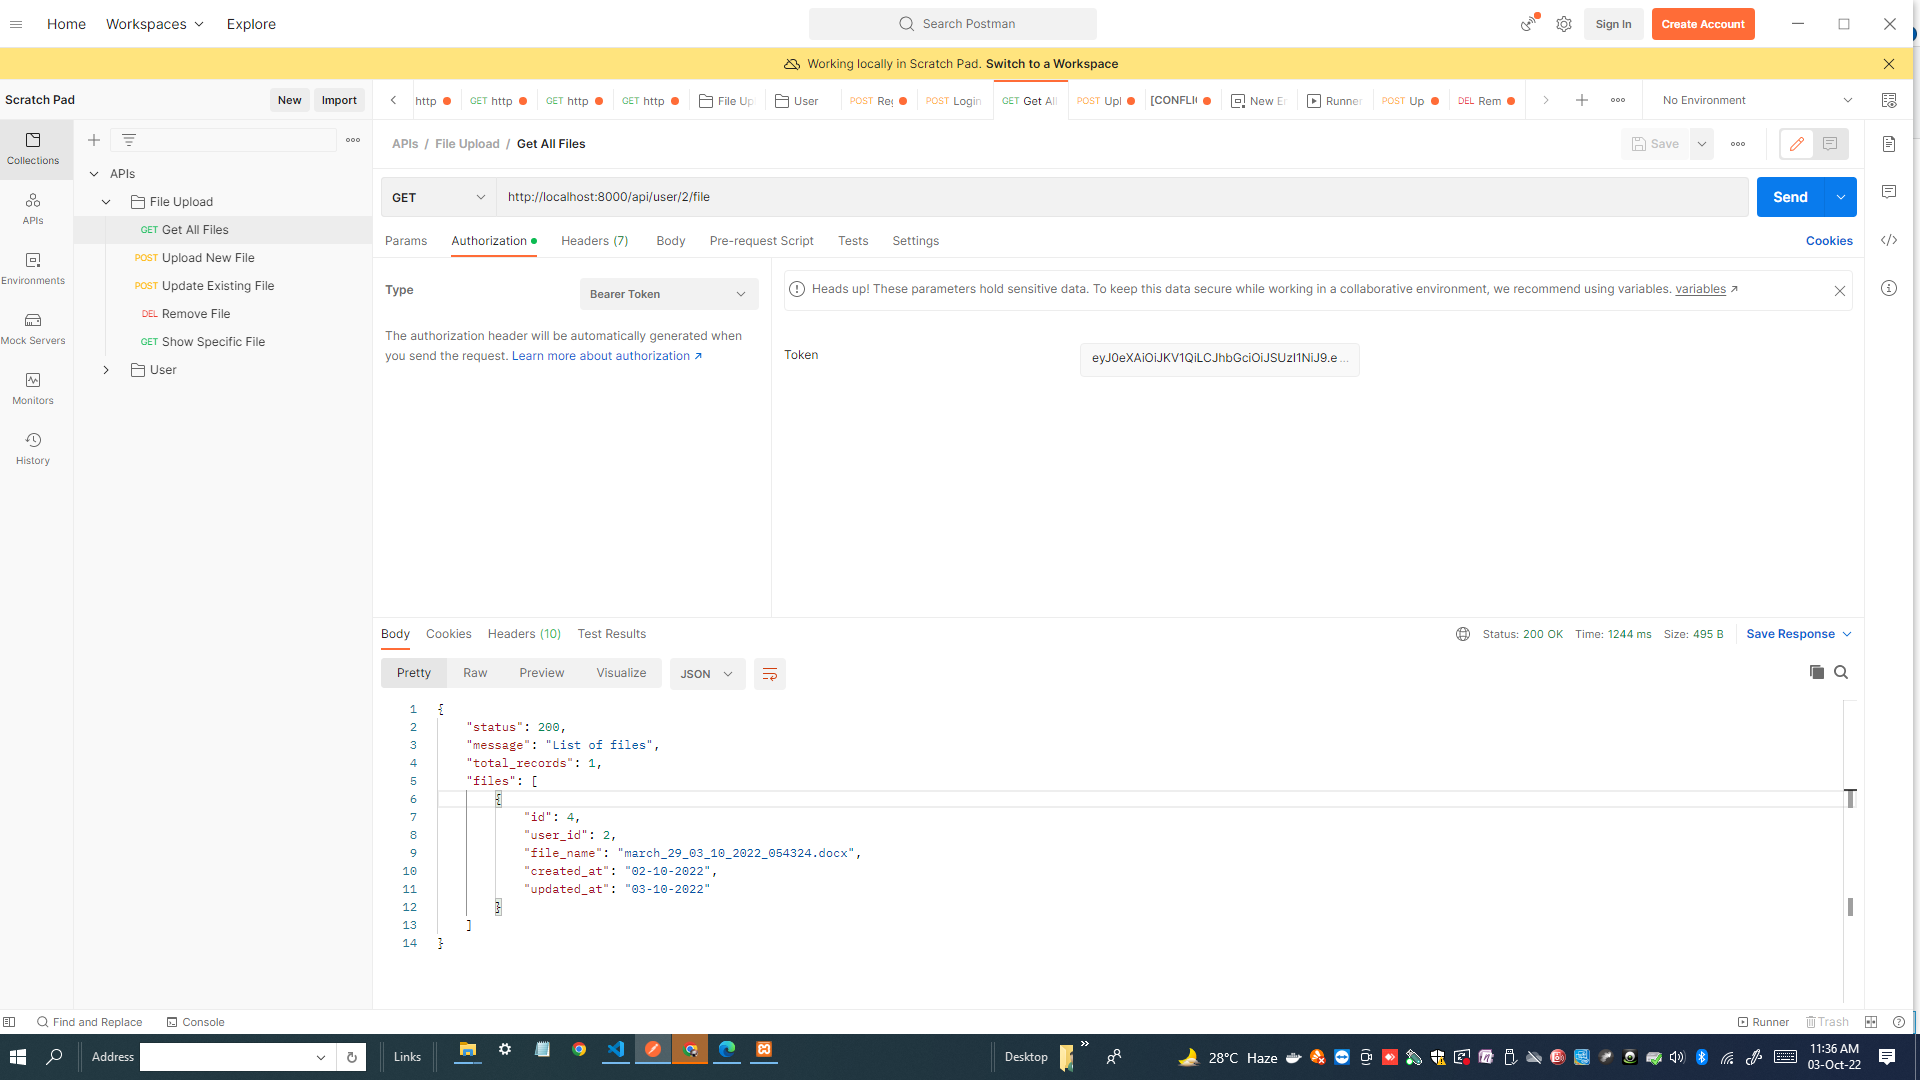 Home Workspaces Explore Search Postman Sign In Create Account
Working locally in Scratch Pad. Switch to a Workspace
Scratch Pad New Import
http GET http GET http GET http File Up User POST Reg POST Login GET Get All POST Upl [CONFLIC New En Runner POST Up DEL Rem No Environment
Collections
APIs
Environments
Mock Servers
Monitors
History
APIs
File Upload
GET Get All Files
POST Upload New File
POST Update Existing File
DEL Remove File
GET Show Specific File
User
APIs / File Upload / Get All Files Save
GET http://localhost:8000/api/user/2/file Send
Params Authorization Headers (7) Body Pre-request Script Tests Settings Cookies
Type Bearer Token
The authorization header will be automatically generated when
you send the request. Learn more about authorization ↗
Heads up! These parameters hold sensitive data. To keep this data secure while working in a collaborative environment, we recommend using variables. variables ↗
Token eyJ0eXAiOiJKV1QiLCJhbGciOiJSUzI1NiJ9.e ...
Body Cookies Headers (10) Test Results Status: 200 OK Time: 1244 ms Size: 495 B Save Response
Pretty Raw Preview Visualize JSON
1 {
2 "status": 200,
3 "message": "List of files",
4 "total_records": 1,
5 "files": [
6 {
7 "id": 4,
8 "user_id": 2,
9 "file_name": "march_29_03_10_2022_054324.docx",
10 "created_at": "02-10-2022",
11 "updated_at": "03-10-2022"
12 }
13 ]
14 }
Find and Replace Console Runner Trash
Address Links Desktop » 28°C Haze 11:36 AM
03-Oct-22